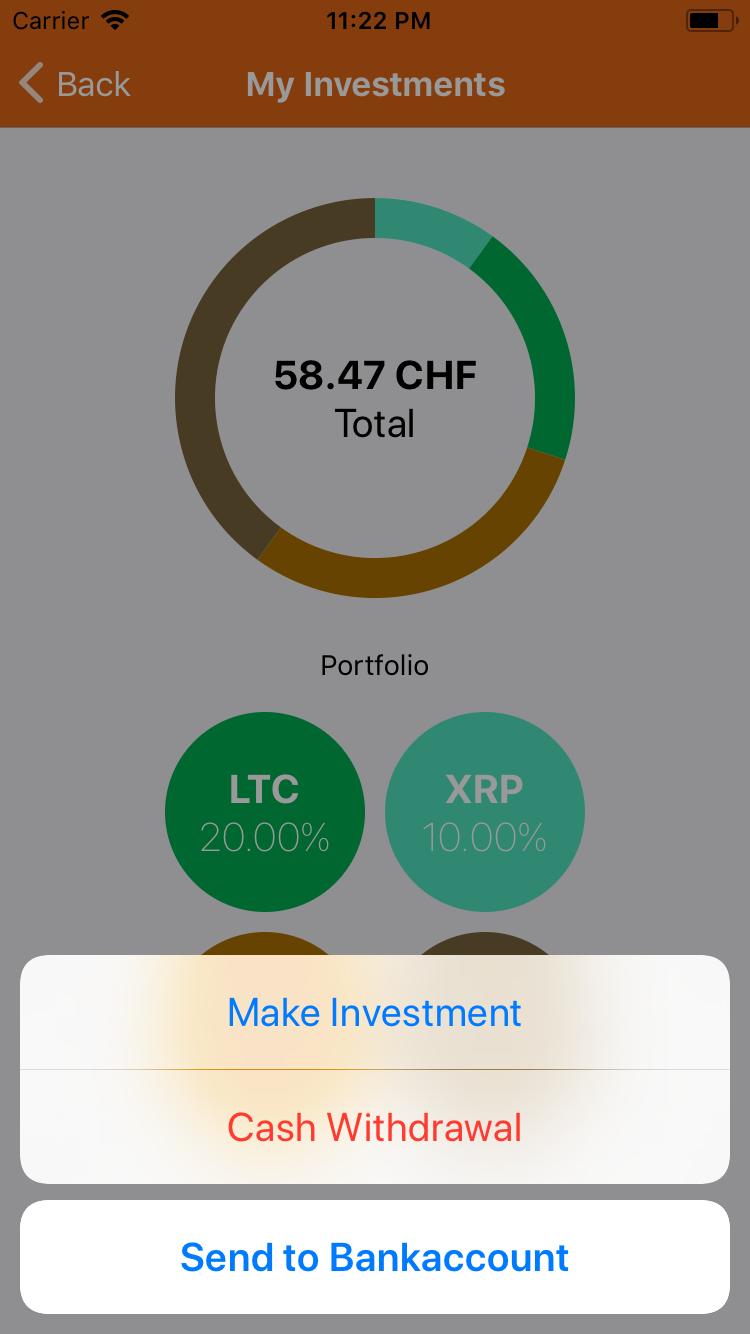 Carrier 11:22 PM
Back My Investments
58.47 CHF
Total
Portfolio
LTC XRP
20.00% 10.00%
Make Investment
Cash Withdrawal
Send to Bankaccount